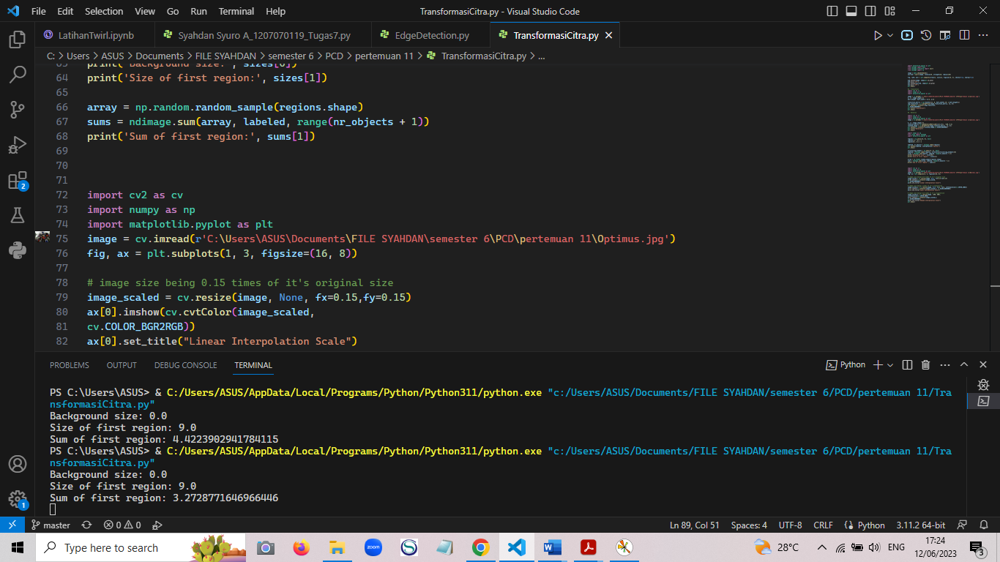 File Edit Selection View Go Run Terminal Help TransformasiCitra.py - Visual Studio Code
LatihanTwirl.ipynb Syahdan Syuro A_1207070119_Tugas7.py EdgeDetection.py TransformasiCitra.py
C: > Users > ASUS > Documents > FILE SYAHDAN > semester 6 > PCD > pertemuan 11 > TransformasiCitra.py > ...
63 print('Background size:', sizes[0])
64 print('Size of first region:', sizes[1])
65
66 array = np.random.random_sample(regions.shape)
67 sums = ndimage.sum(array, labeled, range(nr_objects + 1))
68 print('Sum of first region:', sums[1])
69
70
71
72 import cv2 as cv
73 import numpy as np
74 import matplotlib.pyplot as plt
75 image = cv.imread(r'C:\Users\ASUS\Documents\FILE SYAHDAN\semester 6\PCD\pertemuan 11\Optimus.jpg')
76 fig, ax = plt.subplots(1, 3, figsize=(16, 8))
77
78 # image size being 0.15 times of it's original size
79 image_scaled = cv.resize(image, None, fx=0.15,fy=0.15)
80 ax[0].imshow(cv.cvtColor(image_scaled,
81 cv.COLOR_BGR2RGB))
82 ax[0].set_title("Linear Interpolation Scale")
2
PROBLEMS OUTPUT DEBUG CONSOLE TERMINAL
Python
PS C:\Users\ASUS> & C:/Users/ASUS/AppData/Local/Programs/Python/Python311/python.exe "c:/Users/ASUS/Documents/FILE SYAHDAN/semester 6/PCD/pertemuan 11/Tra
nsformasiCitra.py"
Background size: 0.0
Size of first region: 9.0
Sum of first region: 4.4223902941784115
PS C:\Users\ASUS> & C:/Users/ASUS/AppData/Local/Programs/Python/Python311/python.exe "c:/Users/ASUS/Documents/FILE SYAHDAN/semester 6/PCD/pertemuan 11/Tra
nsformasiCitra.py"
Background size: 0.0
Size of first region: 9.0
Sum of first region: 3.2728771646966446
1
master 0 0 Ln 89, Col 51 Spaces: 4 UTF-8 CRLF Python 3.11.2 64-bit
Type here to search zoom 28°C ENG 17:24
12/06/2023 3